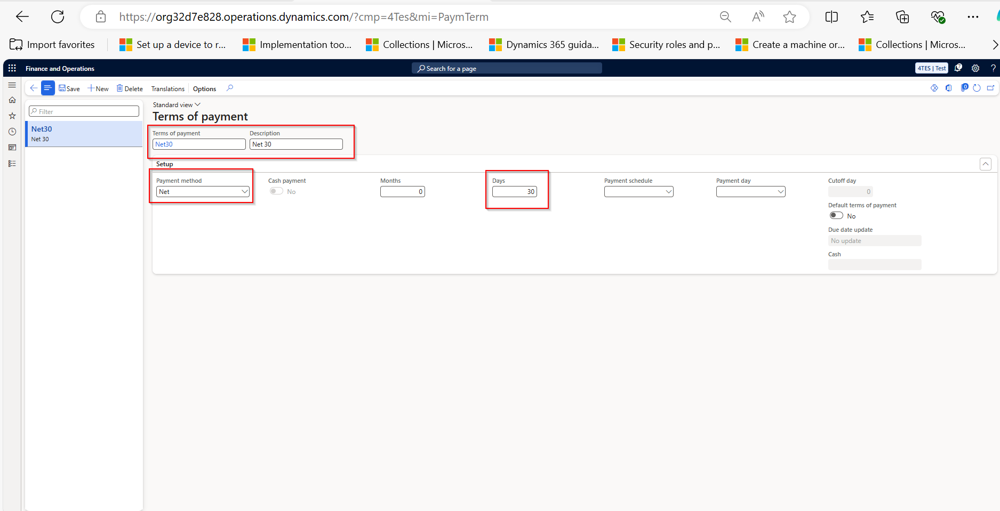 https://org32d7e828.operations.dynamics.com/?cmp=4Tes&mi=PaymTerm
Import favorites
Set up a device to r...
Implementation too...
Collections | Micros...
Dynamics 365 guida...
Security roles and p...
Create a machine or...
Collections | Micros...
Finance and Operations
Search for a page
4TES | Test
7
?
Save
New
Delete
Translations
Options
0
Filter
Net30
Net 30
Standard view
Terms of payment
Terms of payment
Description
Net30
Net 30
Setup
Payment method
Cash payment
Months
Days
Payment schedule
Payment day
Cutoff day
Net
No
0
30
0
Default terms of payment
No
Due date update
No update
Cash